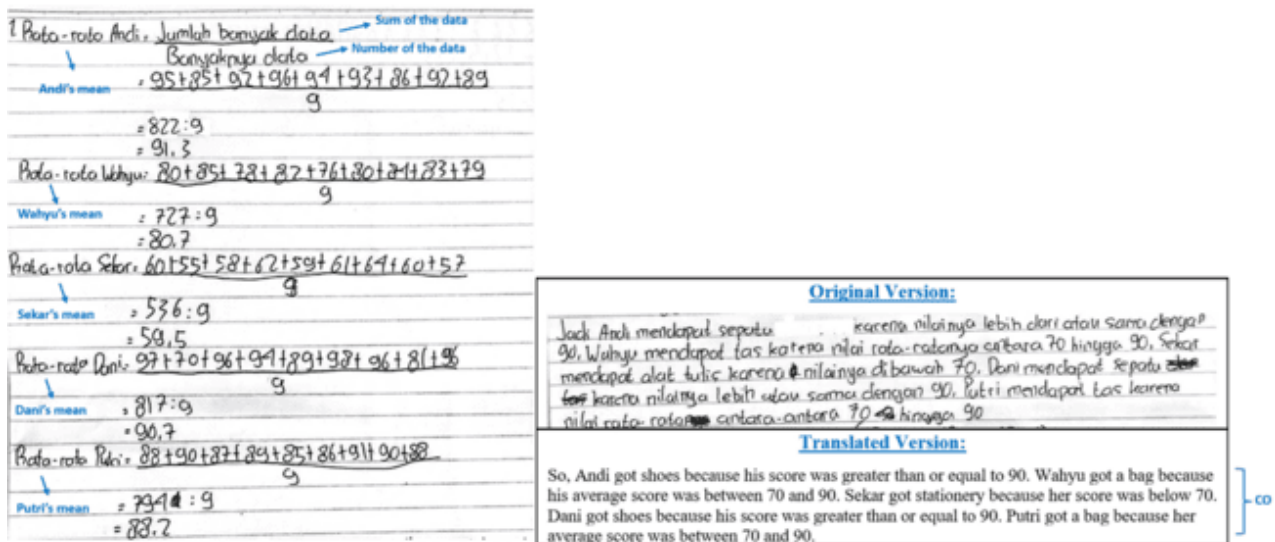 1 Rata-rata Andi = Jumlah banyak data
Sum of the data
Banyaknya data
Number of the data
Andi's mean
= 95+85+92+96+94+93+86+92+89
9
= 822:9
= 91.3
Rata-rata Wahyu = 80+85+78+82+76+80+84+83+79
9
Wahyu's mean
= 727:9
= 80.7
Rata-rata Sekar = 60+55+58+62+59+61+64+60+57
9
Sekar's mean
= 536:9
= 59.5
Rata-rata Dani = 97+70+96+94+89+98+96+81+96
9
Dani's mean
= 817:9
= 90.7
Rata-rata Putri = 88+90+87+89+85+86+91+90+88
9
Putri's mean
= 794:9
= 88.2
Original Version:
Jadi Andi mendapat sepatu karena nilainya lebih dari atau sama dengan
90. Wahyu mendapat tas karena nilai rata-ratanya antara 70 hingga 90. Sekar
mendapat alat tulis karena nilainya dibawah 70. Dani mendapat sepatu
karena nilainya lebih atau sama dengan 90. Putri mendapat tas karena
nilai rata-rata antara-antara 70 hingga 90
Translated Version:
So, Andi got shoes because his score was greater than or equal to 90. Wahyu got a bag because
his average score was between 70 and 90. Sekar got stationery because her score was below 70.
Dani got shoes because his score was greater than or equal to 90. Putri got a bag because her
average score was between 70 and 90.
CO